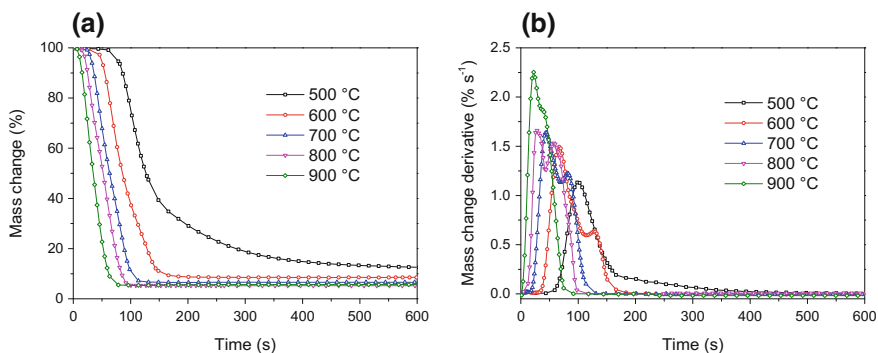 (a)
100
80
60
40
20
0
Mass change (%)
0 100 200 300 400 500 600
Time (s)
500 °C
600 °C
700 °C
800 °C
900 °C
(b)
2.5
2.0
1.5
1.0
0.5
0.0
Mass change derivative (% s⁻¹)
0 100 200 300 400 500 600
Time (s)
500 °C
600 °C
700 °C
800 °C
900 °C